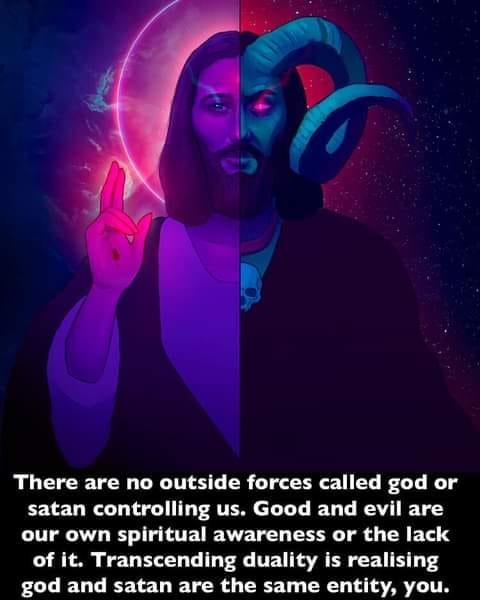 There are no outside forces called god or
satan controlling us. Good and evil are
our own spiritual awareness or the lack
of it. Transcending duality is realising
god and satan are the same entity, you.